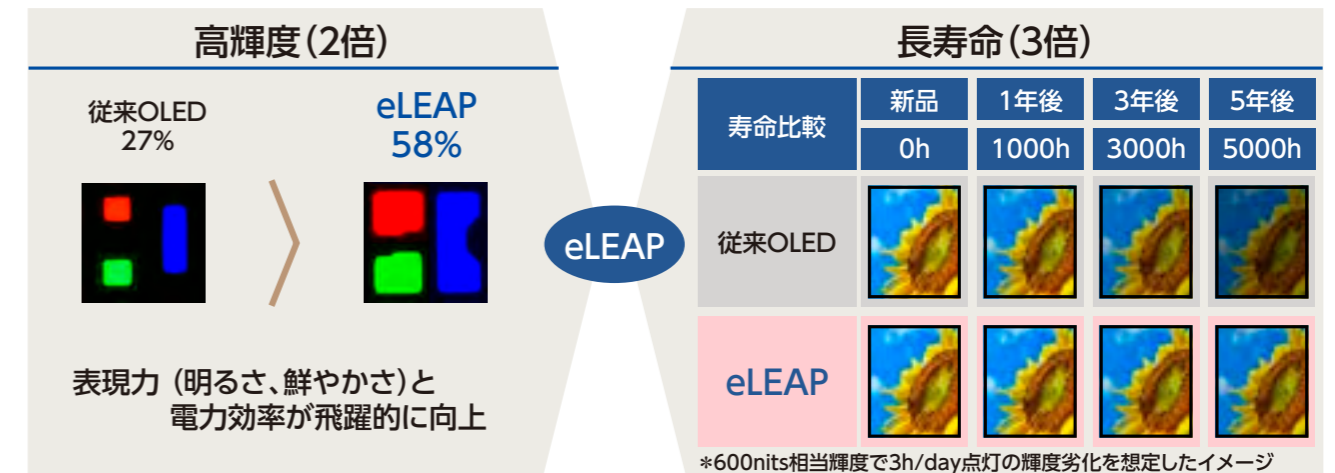 高輝度(2倍)
従来OLED
27%
eLEAP
58%
表現力(明るさ、鮮やかさ)と
電力効率が飛躍的に向上
eLEAP
長寿命(3倍)
寿命比較
新品 1年後 3年後 5年後
0h 1000h 3000h 5000h
従来OLED
eLEAP
*600nits相当輝度で3h/day点灯の輝度劣化を想定したイメージ